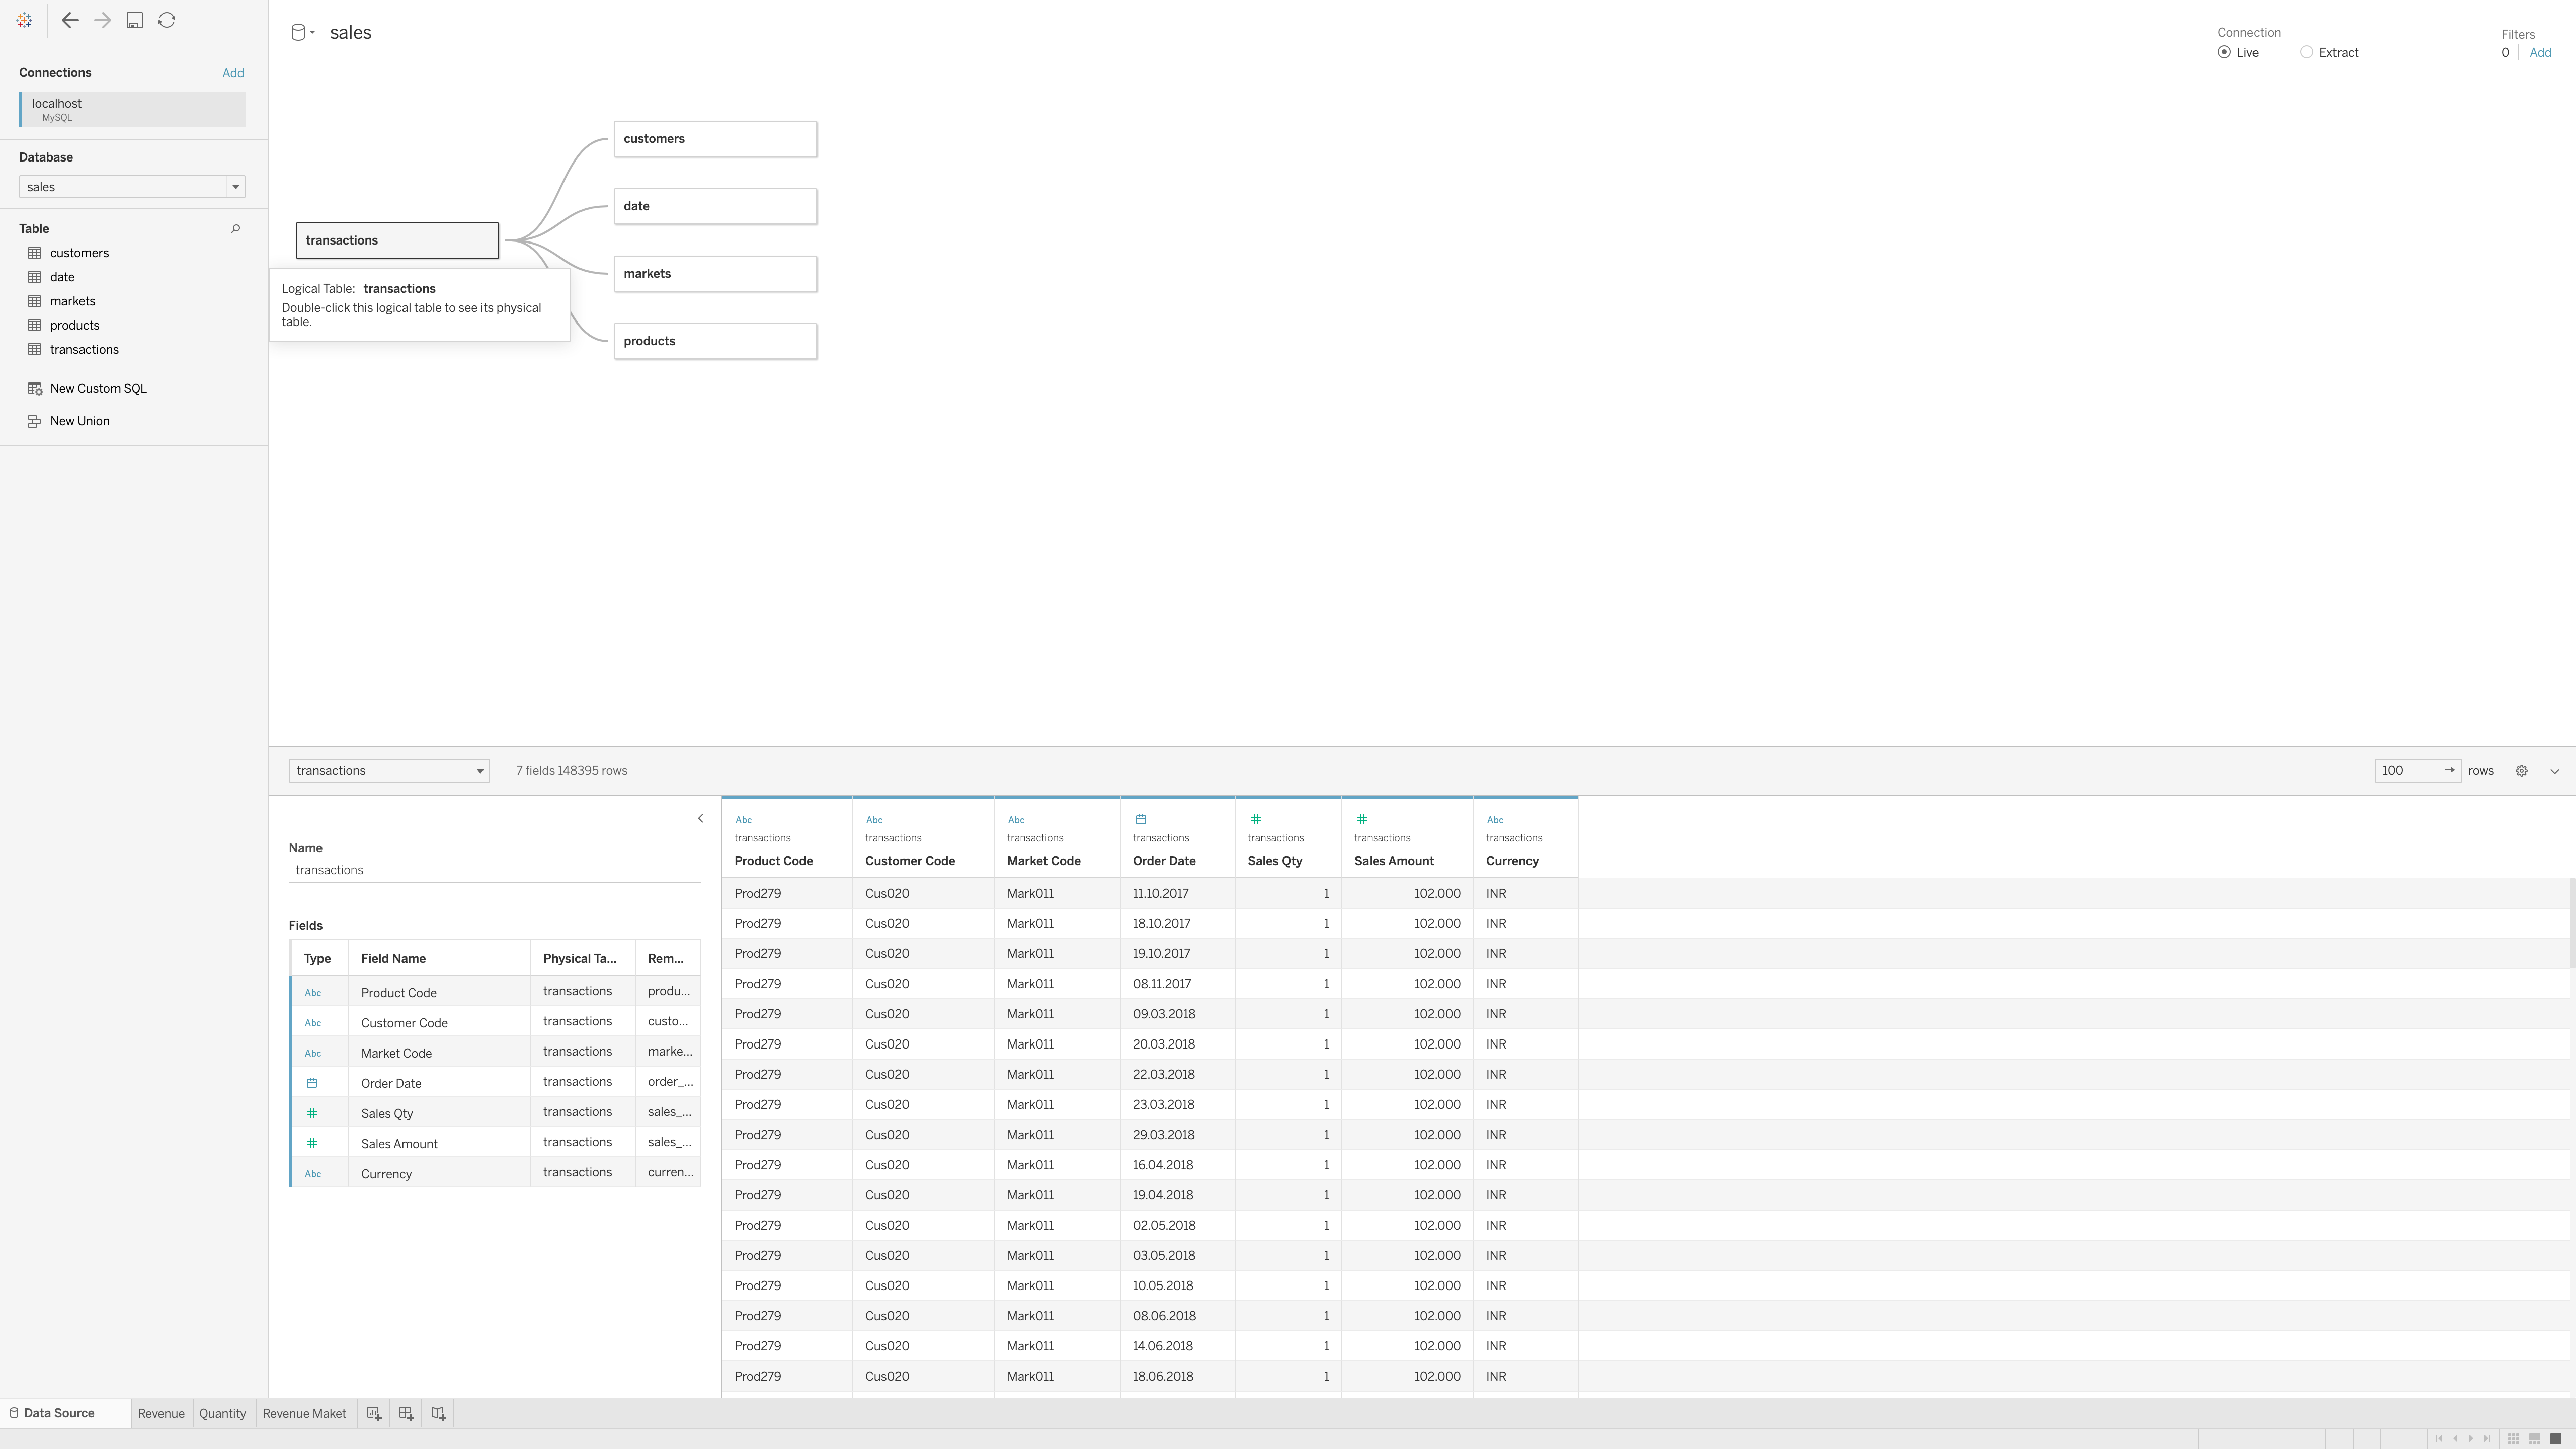 sales
Connection
Live
Extract
Filters
0
Add
Connections
Add
localhost
MySQL
Database
sales
Table
customers
date
markets
products
transactions
New Custom SQL
New Union
transactions
customers
date
markets
products
Logical Table: transactions
Double-click this logical table to see its physical
table.
transactions
7 fields 148395 rows
100
rows
Name
transactions
Fields
Type Field Name Physical Ta... Rem...
Abc Product Code transactions produ...
Abc Customer Code transactions custo...
Abc Market Code transactions marke...
Order Date transactions order_...
Sales Qty transactions sales_...
Sales Amount transactions sales_...
Abc Currency transactions curren...
Abc Abc Abc Abc
transactions transactions transactions transactions transactions transactions transactions
Product Code Customer Code Market Code Order Date Sales Qty Sales Amount Currency
Prod279 Cus020 Mark011 11.10.2017 1 102.000 INR
Prod279 Cus020 Mark011 18.10.2017 1 102.000 INR
Prod279 Cus020 Mark011 19.10.2017 1 102.000 INR
Prod279 Cus020 Mark011 08.11.2017 1 102.000 INR
Prod279 Cus020 Mark011 09.03.2018 1 102.000 INR
Prod279 Cus020 Mark011 20.03.2018 1 102.000 INR
Prod279 Cus020 Mark011 22.03.2018 1 102.000 INR
Prod279 Cus020 Mark011 23.03.2018 1 102.000 INR
Prod279 Cus020 Mark011 29.03.2018 1 102.000 INR
Prod279 Cus020 Mark011 16.04.2018 1 102.000 INR
Prod279 Cus020 Mark011 19.04.2018 1 102.000 INR
Prod279 Cus020 Mark011 02.05.2018 1 102.000 INR
Prod279 Cus020 Mark011 03.05.2018 1 102.000 INR
Prod279 Cus020 Mark011 10.05.2018 1 102.000 INR
Prod279 Cus020 Mark011 08.06.2018 1 102.000 INR
Prod279 Cus020 Mark011 14.06.2018 1 102.000 INR
Prod279 Cus020 Mark011 18.06.2018 1 102.000 INR
Data Source Revenue Quantity Revenue Maket